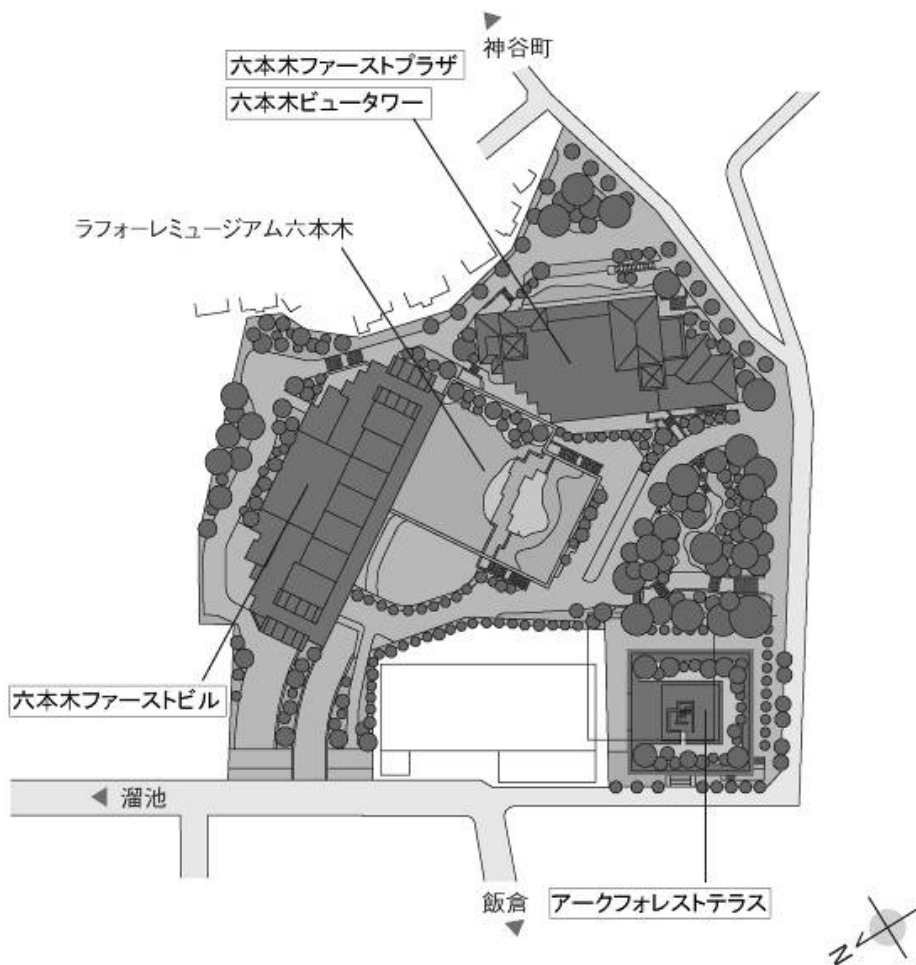 神谷町
六本木ファーストプラザ
六本木ビュータワー
ラフォーレミュージアム六本木
六本木ファーストビル
溜池
飯倉
アークフォレストテラス
N